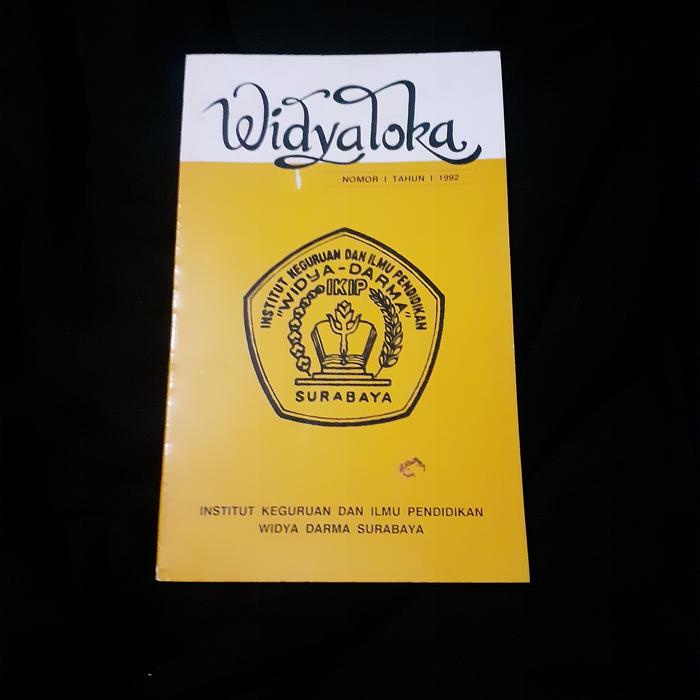 Widyaloka
NOMOR I TAHUN I 1992
INSTITUT KEGURUAN DAN ILMU PENDIDIKAN
"WIDYA-DARMA"
IKIP
SURABAYA
INSTITUT KEGURUAN DAN ILMU PENDIDIKAN
WIDYA DARMA SURABAYA